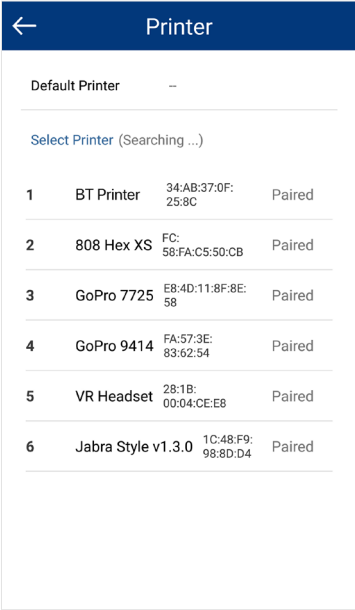 Printer
Default Printer --
Select Printer (Searching ...)
1 BT Printer 34:AB:37:0F:
25:8C Paired
2 808 Hex XS FC:
58:FA:C5:50:CB Paired
3 GoPro 7725 E8:4D:11:8F:8E:
58 Paired
4 GoPro 9414 FA:57:3E:
83:62:54 Paired
5 VR Headset 28:1B:
00:04:CE:E8 Paired
6 Jabra Style v1.3.0 1C:48:F9:
98:8D:D4 Paired